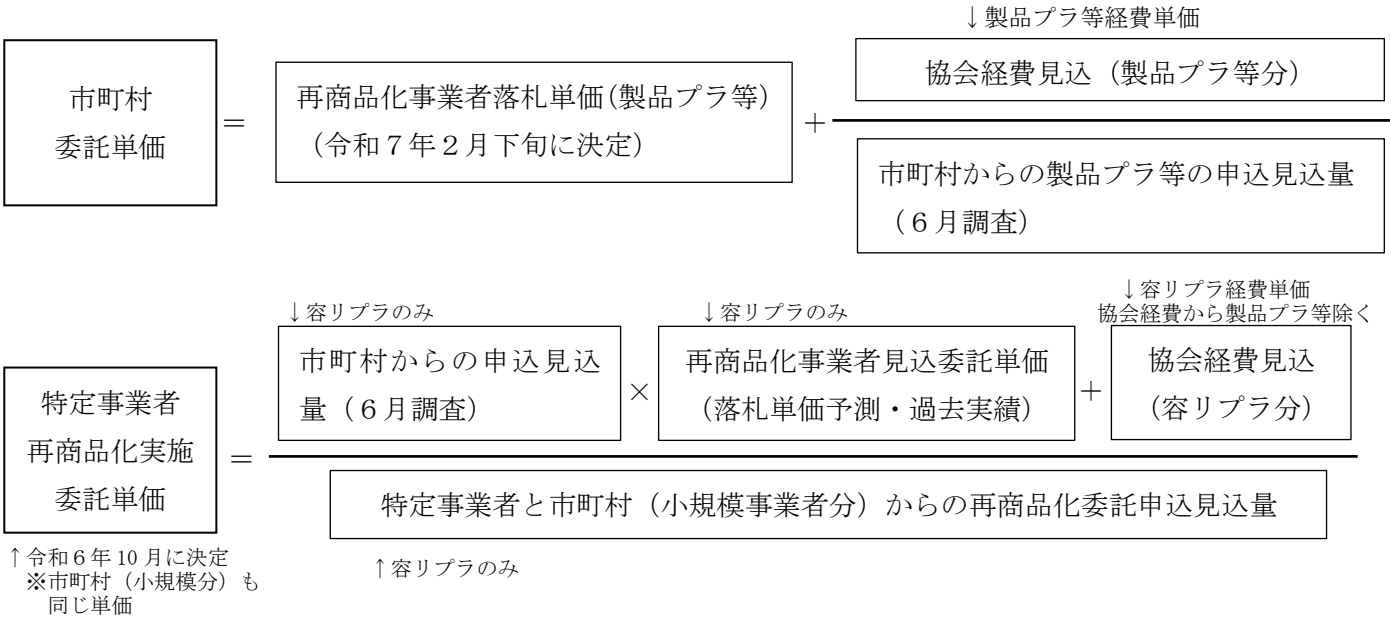 ↓製品プラ等経費単価
市町村
委託単価
＝
再商品化事業者落札単価(製品プラ等)
（令和７年２月下旬に決定）
＋
協会経費見込（製品プラ等分）
市町村からの製品プラ等の申込見込量
（６月調査）
特定事業者
再商品化実施
委託単価
＝
↓容リプラのみ
市町村からの申込見込
量（６月調査）
×
↓容リプラのみ
再商品化事業者見込委託単価
（落札単価予測・過去実績）
＋
↓容リプラ経費単価
協会経費から製品プラ等除く
協会経費見込
（容リプラ分）
特定事業者と市町村（小規模事業者分）からの再商品化委託申込見込量
↑容リプラのみ
↑令和６年10月に決定
※市町村（小規模分）も
同じ単価